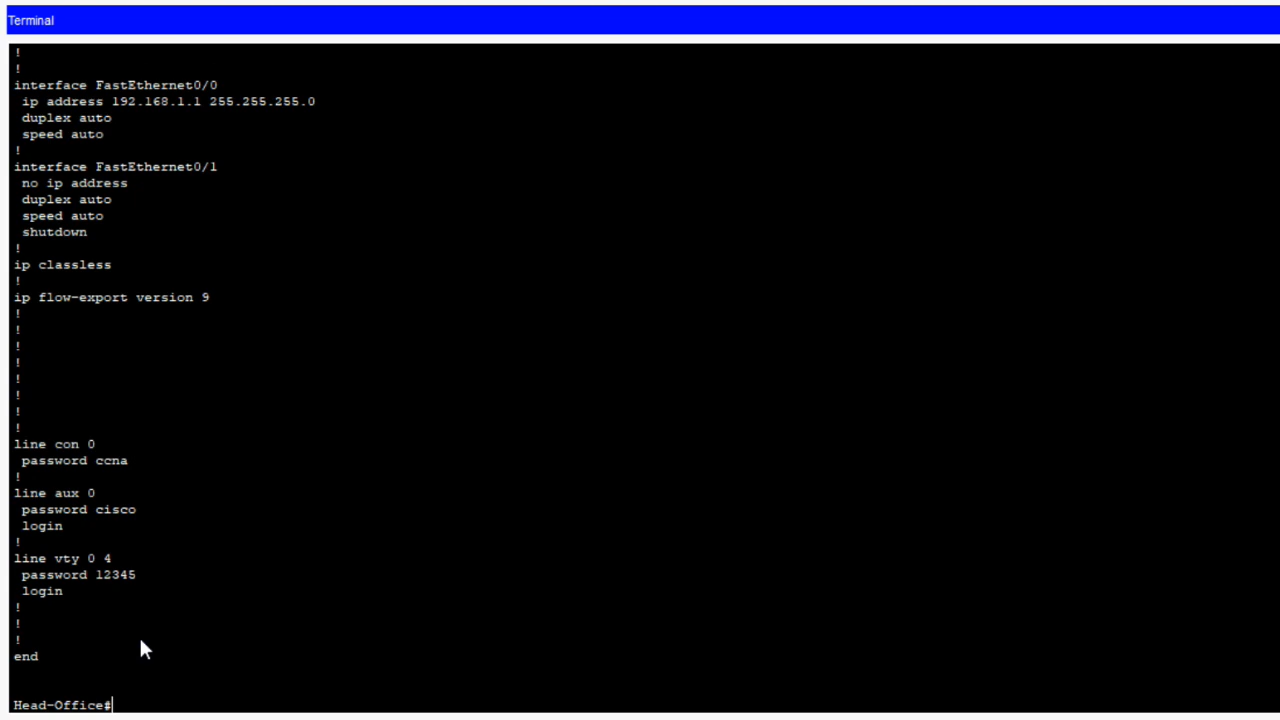 Terminal
!
!
interface FastEthernet0/0
 ip address 192.168.1.1 255.255.255.0
 duplex auto
 speed auto
!
interface FastEthernet0/1
 no ip address
 duplex auto
 speed auto
 shutdown
!
ip classless
!
ip flow-export version 9
!
!
!
!
!
!
!
!
line con 0
 password ccna
!
line aux 0
 password cisco
 login
!
line vty 0 4
 password 12345
 login
!
!
!
end
Head-Office#